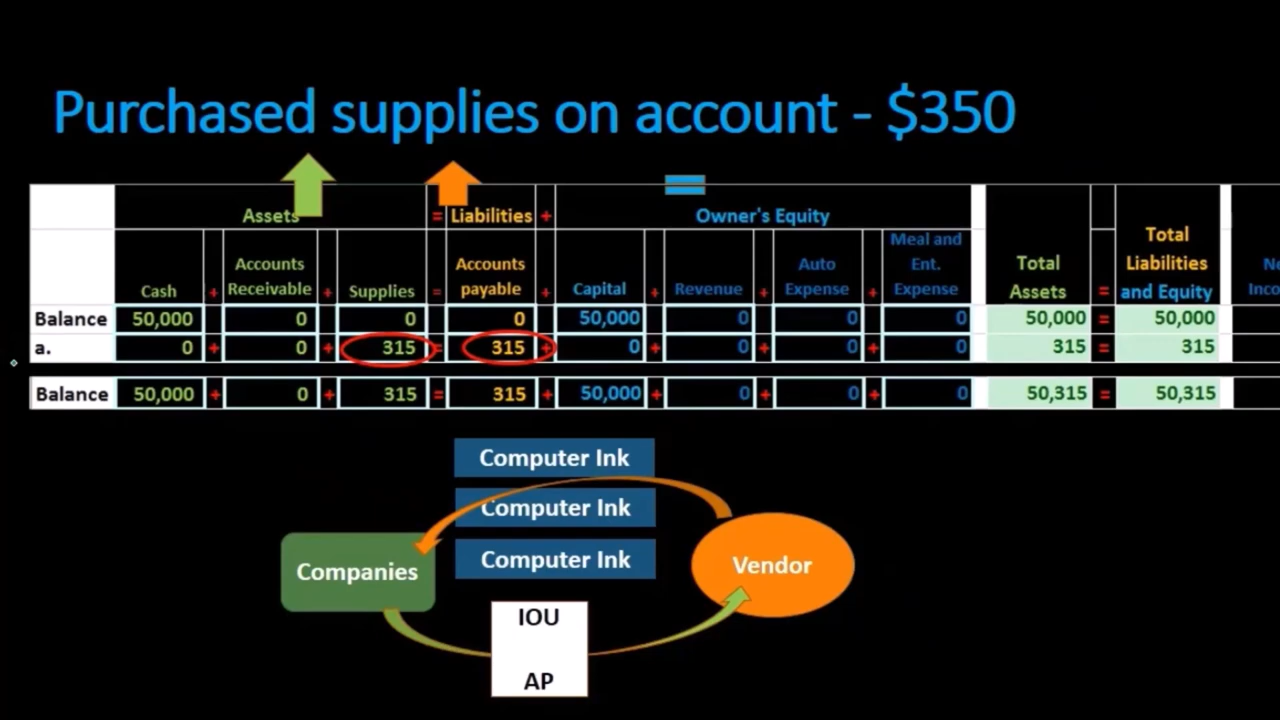 Purchased supplies on account - $350
Assets = Liabilities + Owner's Equity
Cash + Accounts Receivable + Supplies = Accounts payable + Capital + Revenue + Auto Expense + Meal and Ent. Expense Total Assets = Total Liabilities and Equity
Balance 50,000 0 0 0 50,000 0 0 0 50,000 = 50,000
a. 0 + 0 + 315 = 315 + 0 + 0 + 0 + 0 315 = 315
Balance 50,000 + 0 + 315 = 315 + 50,000 + 0 + 0 + 0 50,315 = 50,315
Computer Ink
Computer Ink
Computer Ink
Companies
Vendor
IOU
AP